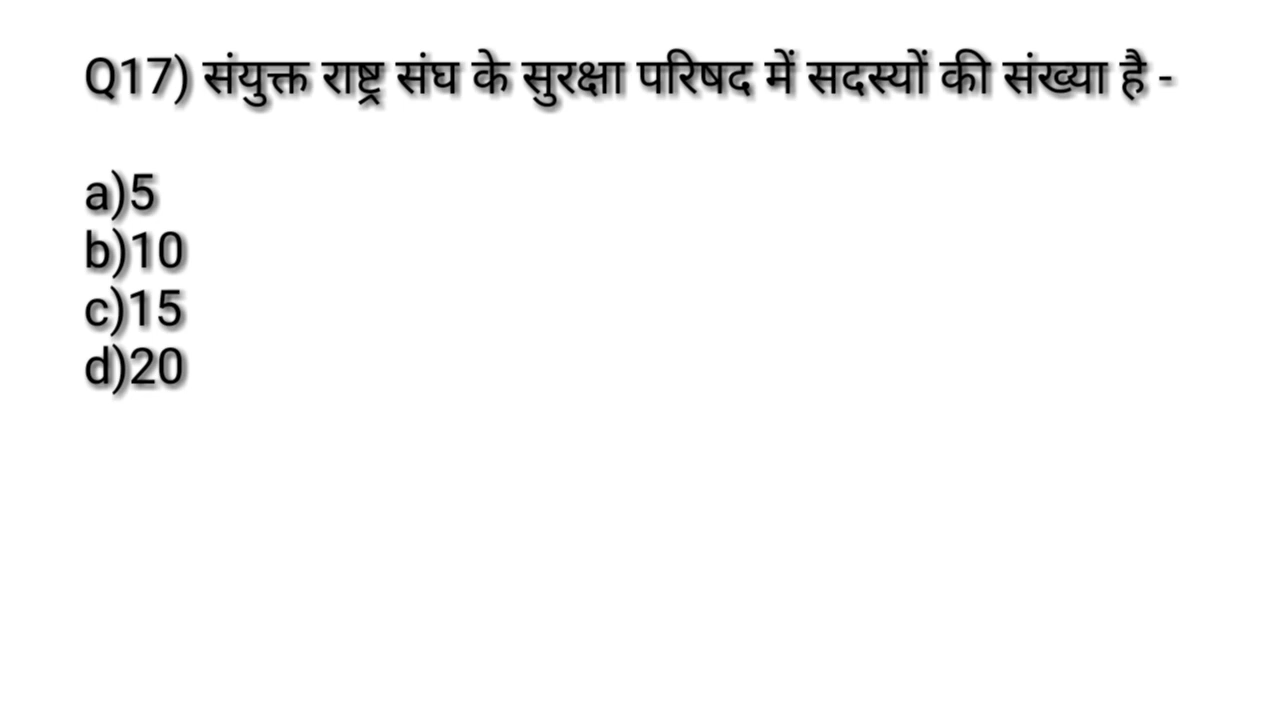 Q17) संयुक्त राष्ट्र संघ के सुरक्षा परिषद में सदस्यों की संख्या है -
a)5
b)10
c)15
d)20